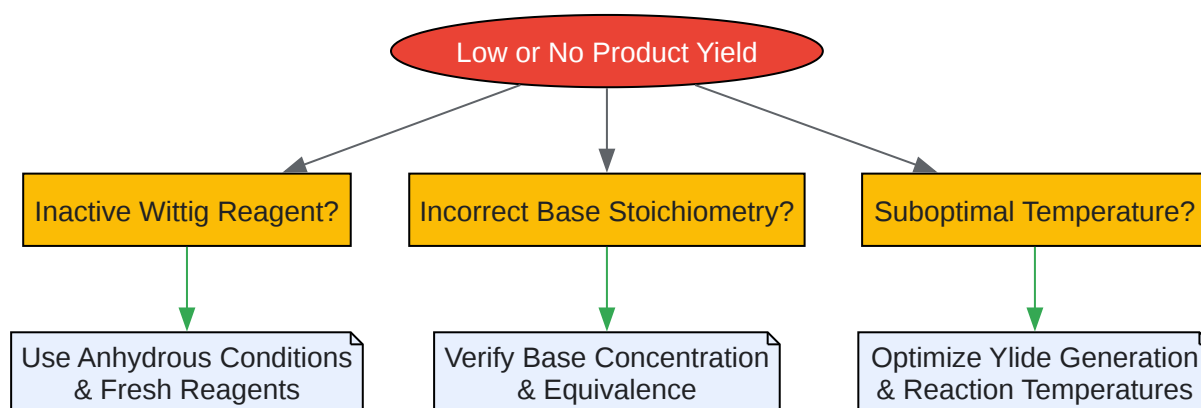 Low or No Product Yield
Inactive Wittig Reagent?
Incorrect Base Stoichiometry?
Suboptimal Temperature?
Use Anhydrous Conditions
& Fresh Reagents
Verify Base Concentration
& Equivalence
Optimize Ylide Generation
& Reaction Temperatures